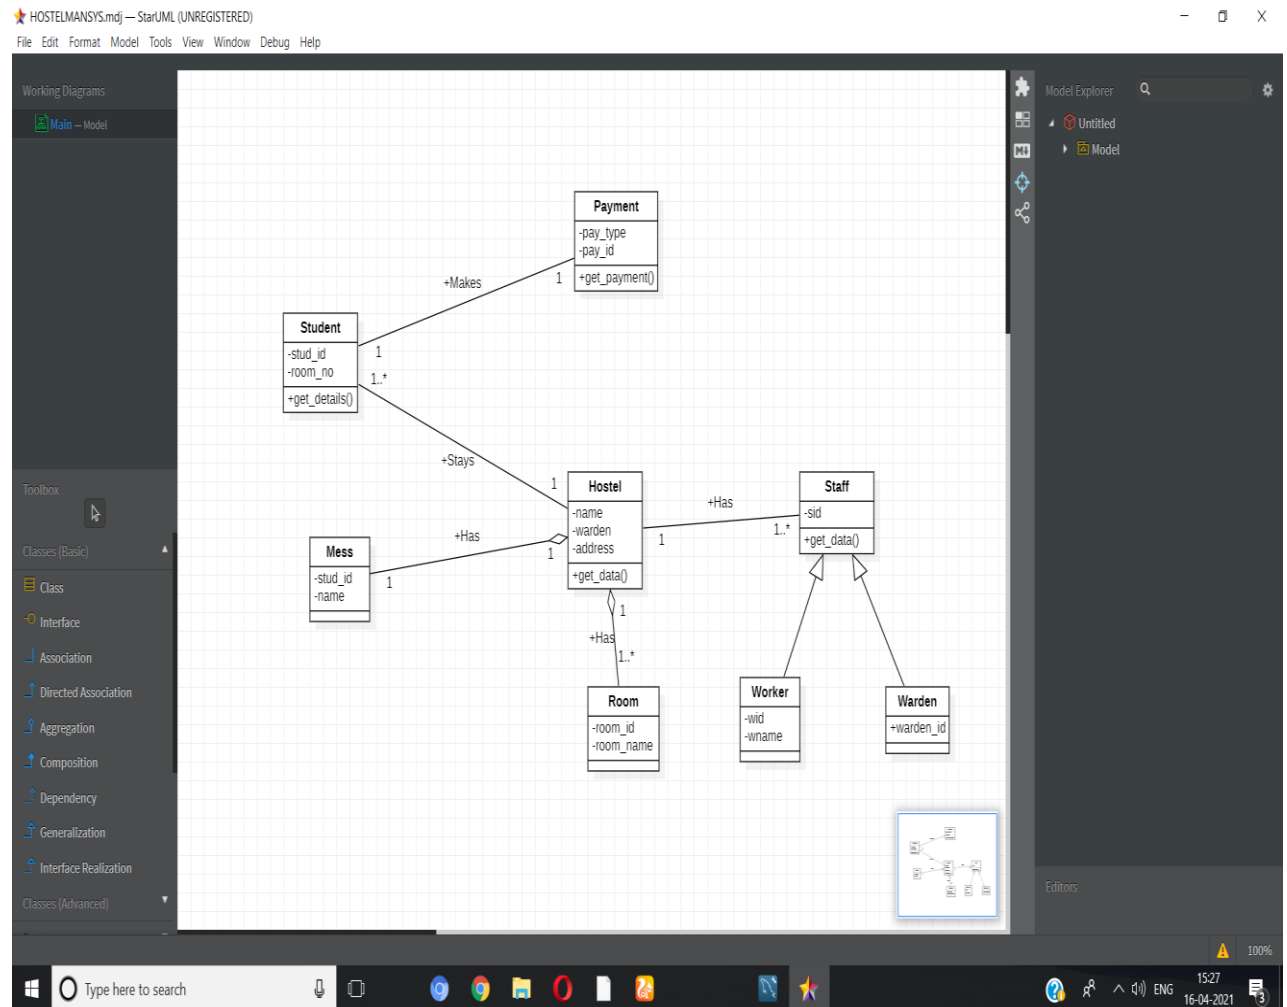 HOSTELMANSYS.mdj — StarUML (UNREGISTERED)
File Edit Format Model Tools View Window Debug Help
Working Diagrams
Main — Model
Model Explorer
Untitled
Model
M
Payment
-pay_type
-pay_id
+get_payment()
+Makes
1
1
Student
-stud_id
-room_no
+get_details()
1..*
+Stays
1
Hostel
-name
-warden
-address
+get_data()
+Has
1
1..*
Staff
-sid
+get_data()
+Has
1
1
Mess
-stud_id
-name
1
+Has
1..*
Room
-room_id
-room_name
Worker
-wid
-wname
Warden
+warden_id
Toolbox
Classes (Basic)
Class
Interface
Association
Directed Association
Aggregation
Composition
Dependency
Generalization
Interface Realization
Classes (Advanced)
Editors
100%
Type here to search
ENG
15:27
16-04-2021
3